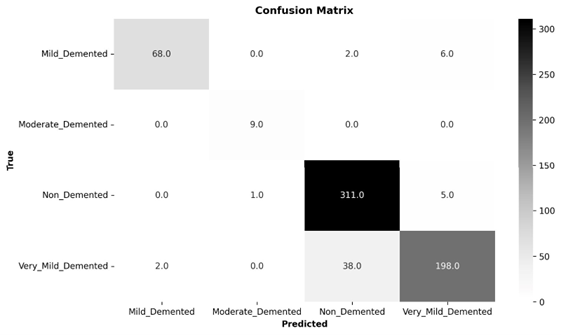 Confusion Matrix
Mild_Demented 68.0 0.0 2.0 6.0
Moderate_Demented 0.0 9.0 0.0 0.0
Non_Demented 0.0 1.0 311.0 5.0
Very_Mild_Demented 2.0 0.0 38.0 198.0
Mild_Demented Moderate_Demented Non_Demented Very_Mild_Demented
Predicted
True
300
250
200
150
100
50
0